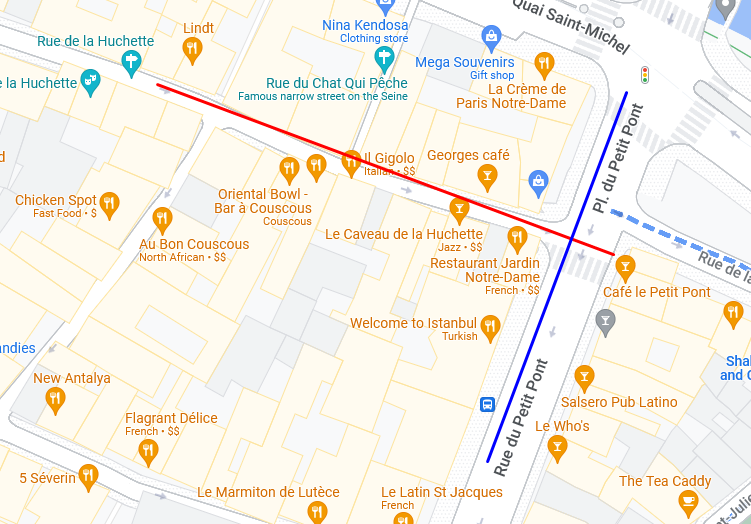 Quai Saint-Michel
Lindt
Nina Kendosa
Clothing store
Rue de la Huchette
Mega Souvenirs
Gift shop
e la Huchette
Rue du Chat Qui Pêche
Famous narrow street on the Seine
La Crème de
Paris Notre-Dame
Pl. du Petit Pont
d
Il Gigolo
Italian • $$
Georges café
Chicken Spot
Fast Food • $
Oriental Bowl -
Bar à Couscous
Couscous
Au Bon Couscous
North African • $$
Le Caveau de la Huchette
Jazz • $$
Restaurant Jardin
Notre-Dame
French • $$
Rue de la
Café le Petit Pont
Welcome to Istanbul
Turkish
andies
Shak
and C
New Antalya
Rue du Petit Pont
Salsero Pub Latino
Flagrant Délice
French • $$
Le Who's
5 Séverin
The Tea Caddy
Le Marmiton de Lutèce
Le Latin St Jacques
French